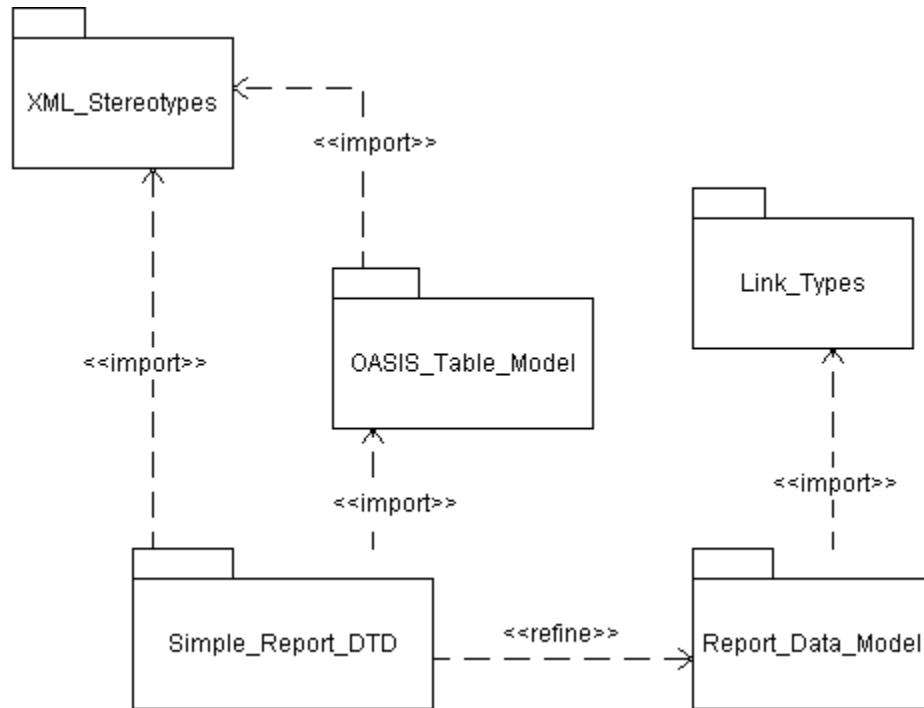 XML_Stereotypes
<<import>>
Link_Types
<<import>>
OASIS_Table_Model
<<import>>
<<import>>
Simple_Report_DTD
<<refine>>
Report_Data_Model